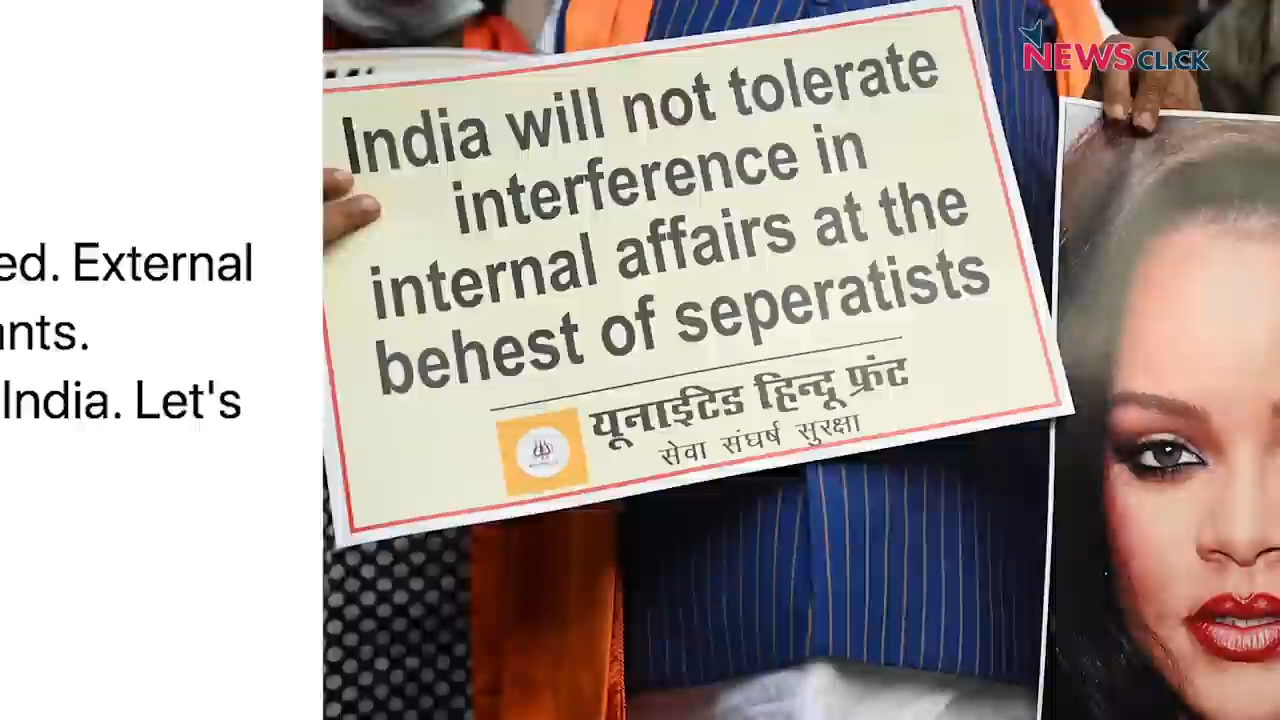 ed. External
ants.
India. Let's
India will not tolerate
interference in
internal affairs at the
behest of seperatists
यूनाईटिड हिन्दू फ्रंट
सेवा संघर्ष सुरक्षा
NEWSCLICK